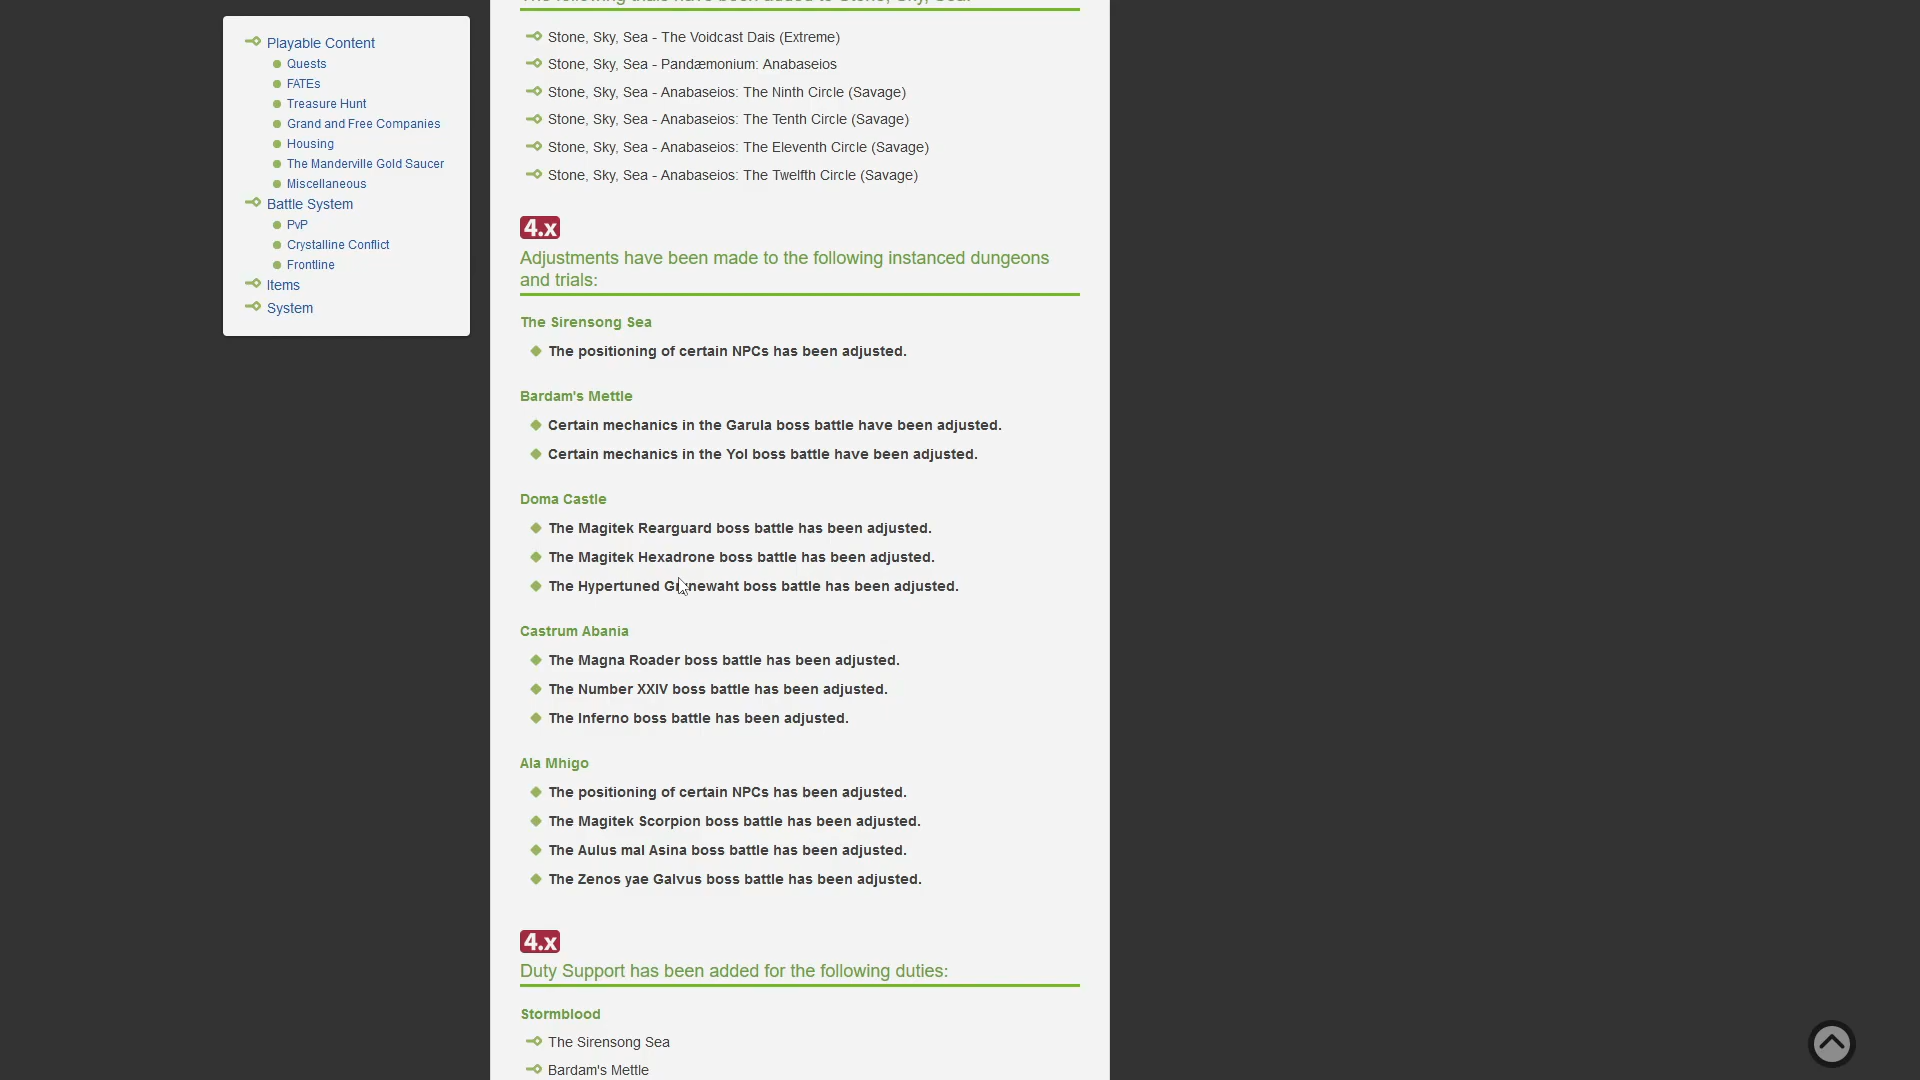 Playable Content
Quests
FATEs
Treasure Hunt
Grand and Free Companies
Housing
The Manderville Gold Saucer
Miscellaneous
Battle System
PvP
Crystalline Conflict
Frontline
Items
System
The following trials have been added to Stone, Sky, Sea:
Stone, Sky, Sea - The Voidcast Dais (Extreme)
Stone, Sky, Sea - Pandæmonium: Anabaseios
Stone, Sky, Sea - Anabaseios: The Ninth Circle (Savage)
Stone, Sky, Sea - Anabaseios: The Tenth Circle (Savage)
Stone, Sky, Sea - Anabaseios: The Eleventh Circle (Savage)
Stone, Sky, Sea - Anabaseios: The Twelfth Circle (Savage)
4.x
Adjustments have been made to the following instanced dungeons
and trials:
The Sirensong Sea
The positioning of certain NPCs has been adjusted.
Bardam's Mettle
Certain mechanics in the Garula boss battle have been adjusted.
Certain mechanics in the Yol boss battle have been adjusted.
Doma Castle
The Magitek Rearguard boss battle has been adjusted.
The Magitek Hexadrone boss battle has been adjusted.
The Hypertuned Grynewaht boss battle has been adjusted.
Castrum Abania
The Magna Roader boss battle has been adjusted.
The Number XXIV boss battle has been adjusted.
The Inferno boss battle has been adjusted.
Ala Mhigo
The positioning of certain NPCs has been adjusted.
The Magitek Scorpion boss battle has been adjusted.
The Aulus mal Asina boss battle has been adjusted.
The Zenos yae Galvus boss battle has been adjusted.
4.x
Duty Support has been added for the following duties:
Stormblood
The Sirensong Sea
Bardam's Mettle